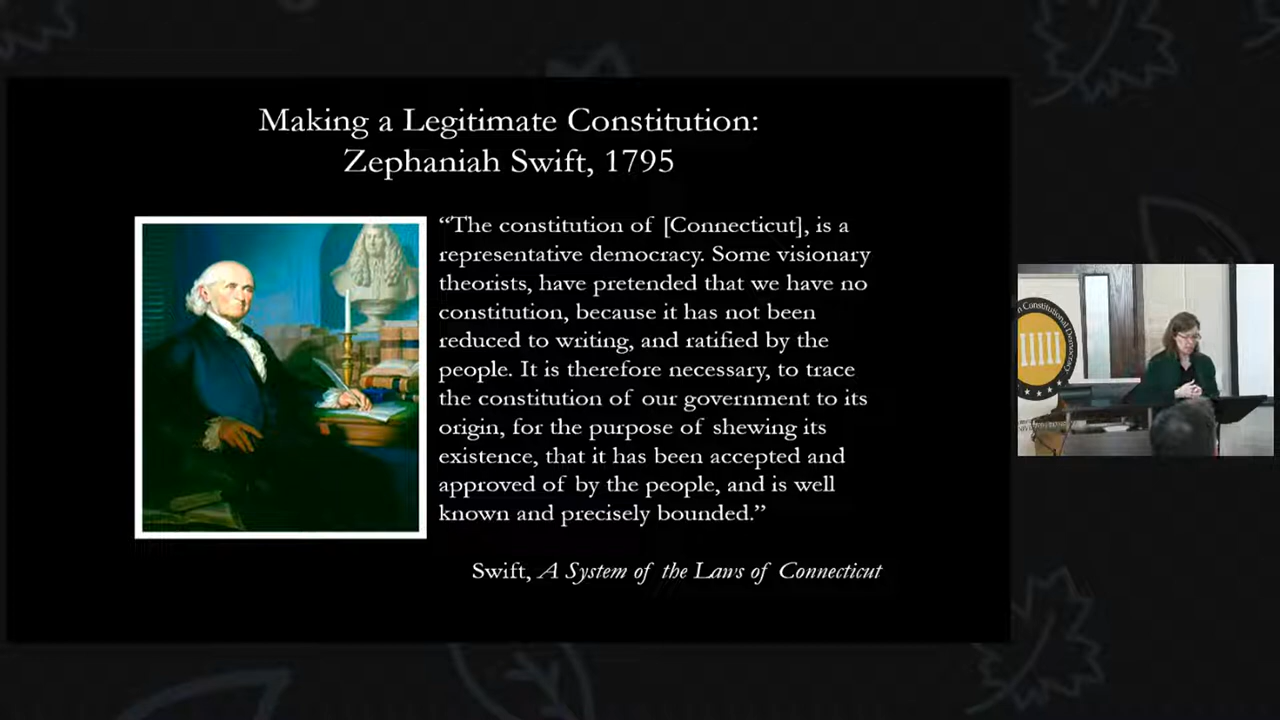 Making a Legitimate Constitution:
Zephaniah Swift, 1795
“The constitution of [Connecticut], is a
representative democracy. Some visionary
theorists, have pretended that we have no
constitution, because it has not been
reduced to writing, and ratified by the
people. It is therefore necessary, to trace
the constitution of our government to its
origin, for the purpose of shewing its
existence, that it has been accepted and
approved of by the people, and is well
known and precisely bounded.”
Swift, A System of the Laws of Connecticut
Constitutional Democracy